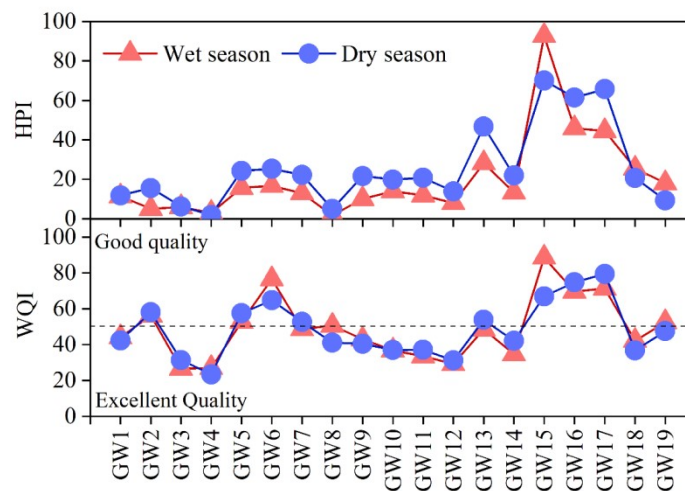 HPI
100
80
60
40
20
0
Wet season Dry season
WQI
100
80
60
40
20
0
Good quality
Excellent Quality
GW1
GW2
GW3
GW4
GW5
GW6
GW7
GW8
GW9
GW10
GW11
GW12
GW13
GW14
GW15
GW16
GW17
GW18
GW19